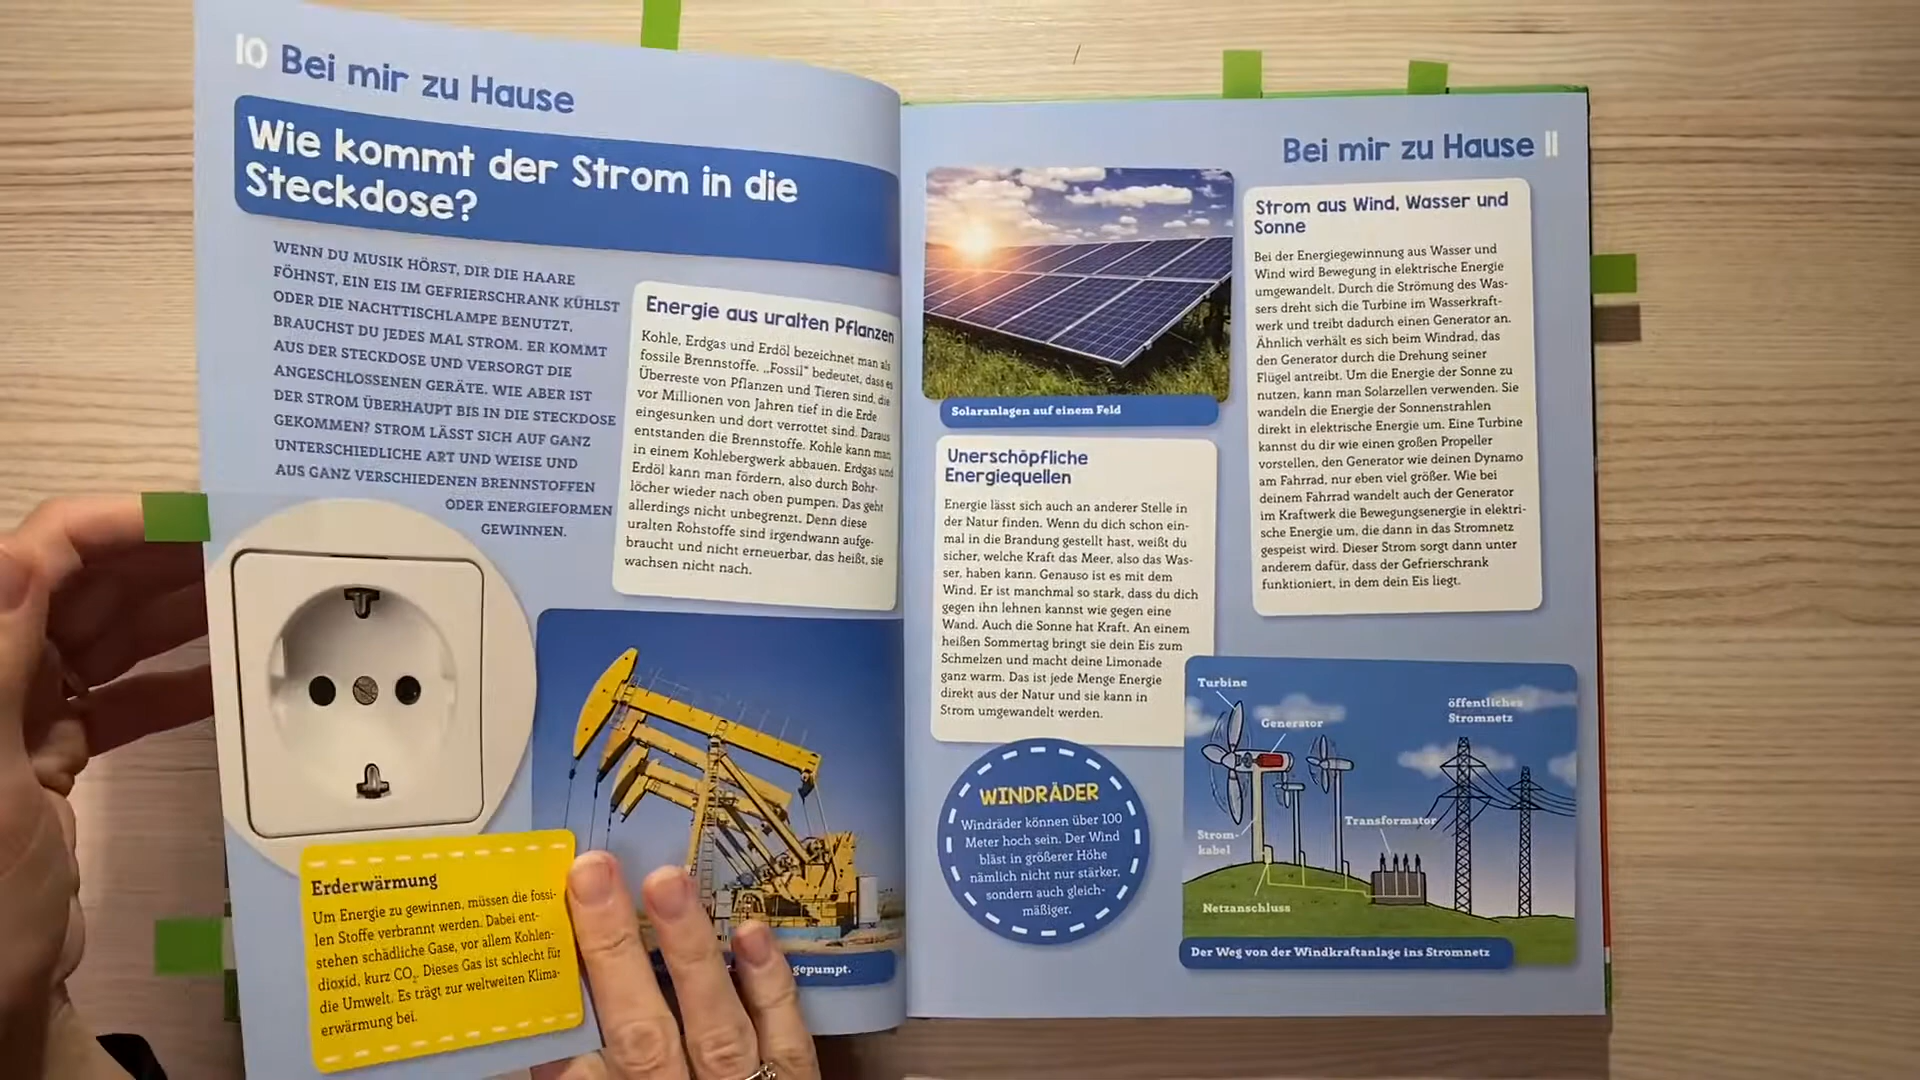 10 Bei mir zu Hause
Wie kommt der Strom in die
Steckdose?
WENN DU MUSIK HÖRST, DIR DIE HAARE
FÖHNST, EIN EIS IM GEFRIERSCHRANK KÜHLST
ODER DIE NACHTTISCHLAMPE BENUTZT,
BRAUCHST DU JEDES MAL STROM. ER KOMMT
AUS DER STECKDOSE UND VERSORGT DIE
ANGESCHLOSSENEN GERÄTE. WIE ABER IST
DER STROM ÜBERHAUPT BIS IN DIE STECKDOSE
GEKOMMEN? STROM LÄSST SICH AUF GANZ
UNTERSCHIEDLICHE ART UND WEISE UND
AUS GANZ VERSCHIEDENEN BRENNSTOFFEN
ODER ENERGIEFORMEN
GEWINNEN.
Energie aus uralten Pflanzen
Kohle, Erdgas und Erdöl bezeichnet man als
fossile Brennstoffe. „Fossil“ bedeutet, dass es
Überreste von Pflanzen und Tieren sind, die
vor Millionen von Jahren tief in die Erde
eingesunken und dort verrottet sind. Daraus
entstanden die Brennstoffe. Kohle kann man
in einem Kohlebergwerk abbauen. Erdgas und
Erdöl kann man fördern, also durch Bohr-
löcher wieder nach oben pumpen. Das geht
allerdings nicht unbegrenzt. Denn diese
uralten Rohstoffe sind irgendwann aufge-
braucht und nicht erneuerbar, das heißt, sie
wachsen nicht nach.
Erderwärmung
Um Energie zu gewinnen, müssen die fossi-
len Stoffe verbrannt werden. Dabei ent-
stehen schädliche Gase, vor allem Kohlen-
dioxid, kurz CO₂. Dieses Gas ist schlecht für
die Umwelt. Es trägt zur weltweiten Klima-
erwärmung bei.
gepumpt.
Bei mir zu Hause 11
Solaranlagen auf einem Feld
Unerschöpfliche
Energiequellen
Energie lässt sich auch an anderer Stelle in
der Natur finden. Wenn du dich schon ein-
mal in die Brandung gestellt hast, weißt du
sicher, welche Kraft das Meer, also das Was-
ser, haben kann. Genauso ist es mit dem
Wind. Er ist manchmal so stark, dass du dich
gegen ihn lehnen kannst wie gegen eine
Wand. Auch die Sonne hat Kraft. An einem
heißen Sommertag bringt sie dein Eis zum
Schmelzen und macht deine Limonade
ganz warm. Das ist jede Menge Energie
direkt aus der Natur und sie kann in
Strom umgewandelt werden.
WINDRÄDER
Windräder können über 100
Meter hoch sein. Der Wind
bläst in größerer Höhe
nämlich nicht nur stärker,
sondern auch gleich-
mäßiger.
Strom aus Wind, Wasser und
Sonne
Bei der Energiegewinnung aus Wasser und
Wind wird Bewegung in elektrische Energie
umgewandelt. Durch die Strömung des Was-
sers dreht sich die Turbine im Wasserkraft-
werk und treibt dadurch einen Generator an.
Ähnlich verhält es sich beim Windrad, das
den Generator durch die Drehung seiner
Flügel antreibt. Um die Energie der Sonne zu
nutzen, kann man Solarzellen verwenden. Sie
wandeln die Energie der Sonnenstrahlen
direkt in elektrische Energie um. Eine Turbine
kannst du dir wie einen großen Propeller
vorstellen, den Generator wie deinen Dynamo
am Fahrrad, nur eben viel größer. Wie bei
deinem Fahrrad wandelt auch der Generator
im Kraftwerk die Bewegungsenergie in elektri-
sche Energie um, die dann in das Stromnetz
gespeist wird. Dieser Strom sorgt dann unter
anderem dafür, dass der Gefrierschrank
funktioniert, in dem dein Eis liegt.
Turbine
Generator
öffentliches
Stromnetz
Strom-
kabel
Transformator
Netzanschluss
Der Weg von der Windkraftanlage ins Stromnetz